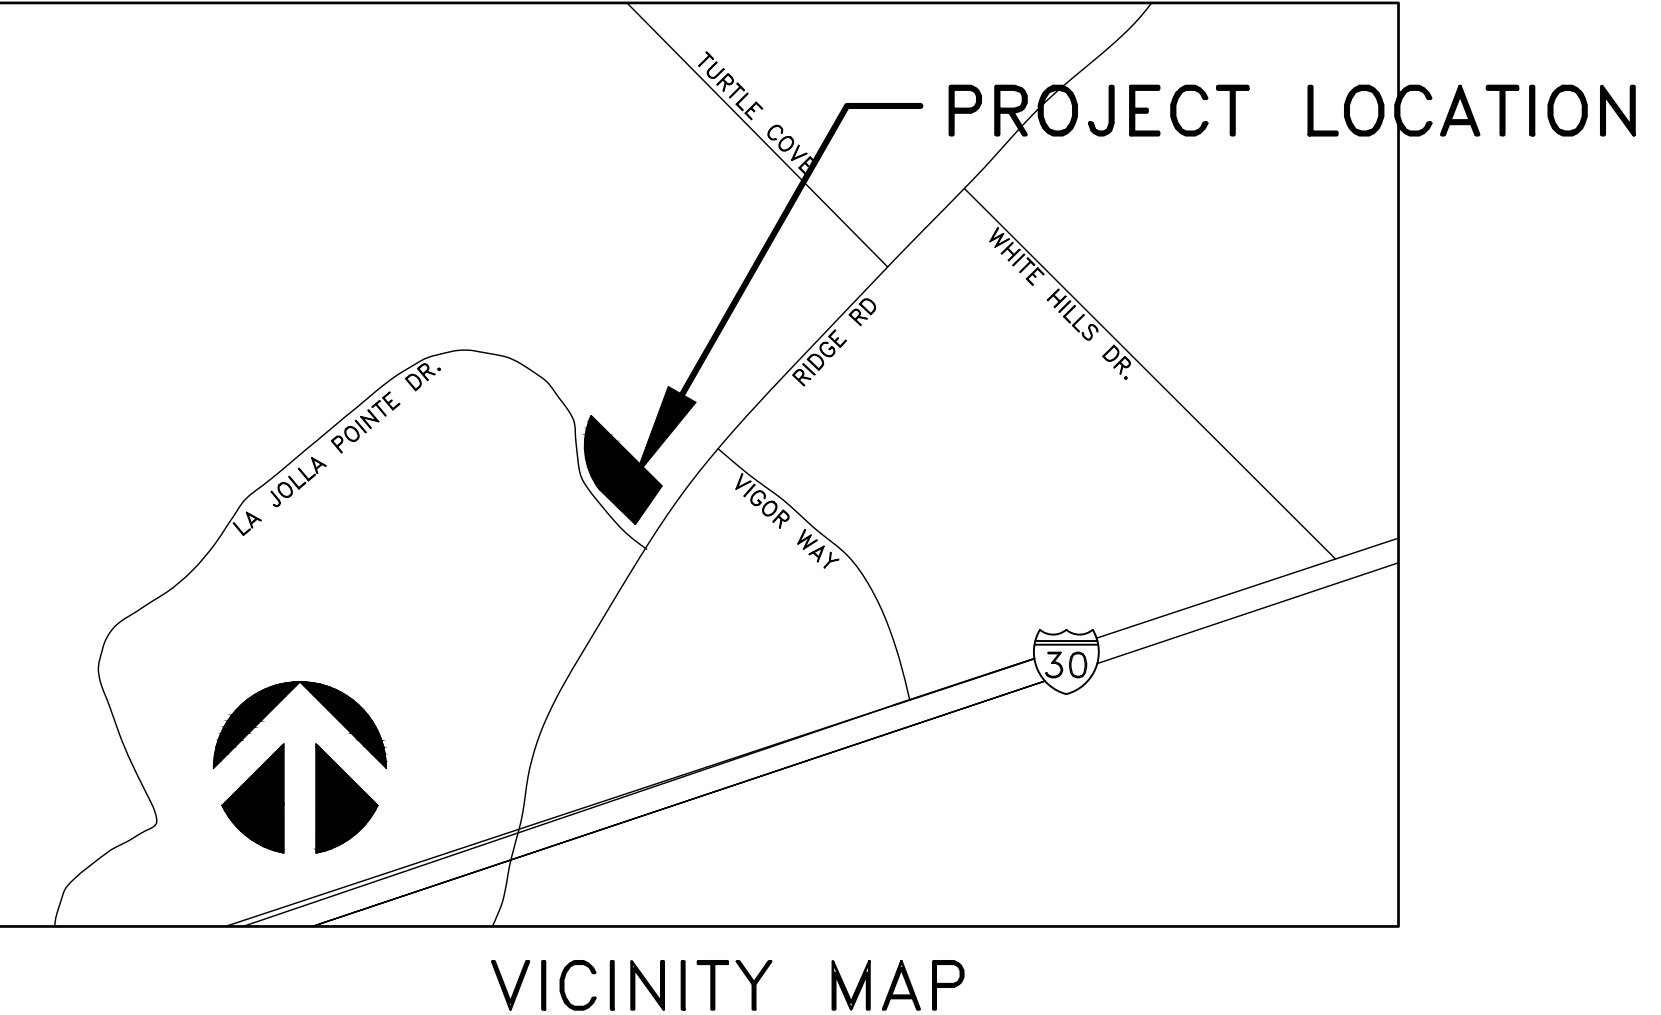 TURTLE COVE
PROJECT LOCATION
WHITE HILLS DR.
RIDGE RD
LA JOLLA POINTE DR.
VIGOR WAY
30
VICINITY MAP